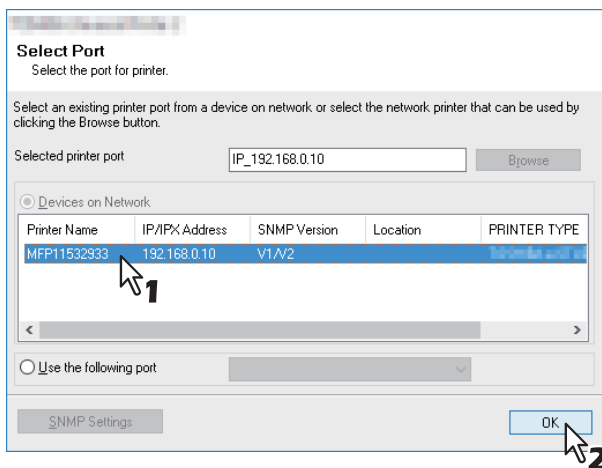 Select Port
Select the port for printer.
Select an existing printer port from a device on network or select the network printer that can be used by
clicking the Browse button.
Selected printer port IP_192.168.0.10 Browse
Devices on Network
Printer Name IP/IPX Address SNMP Version Location PRINTER TYPE
MFP11532933 192.168.0.10 V1/V2
1
Use the following port
SNMP Settings OK
2